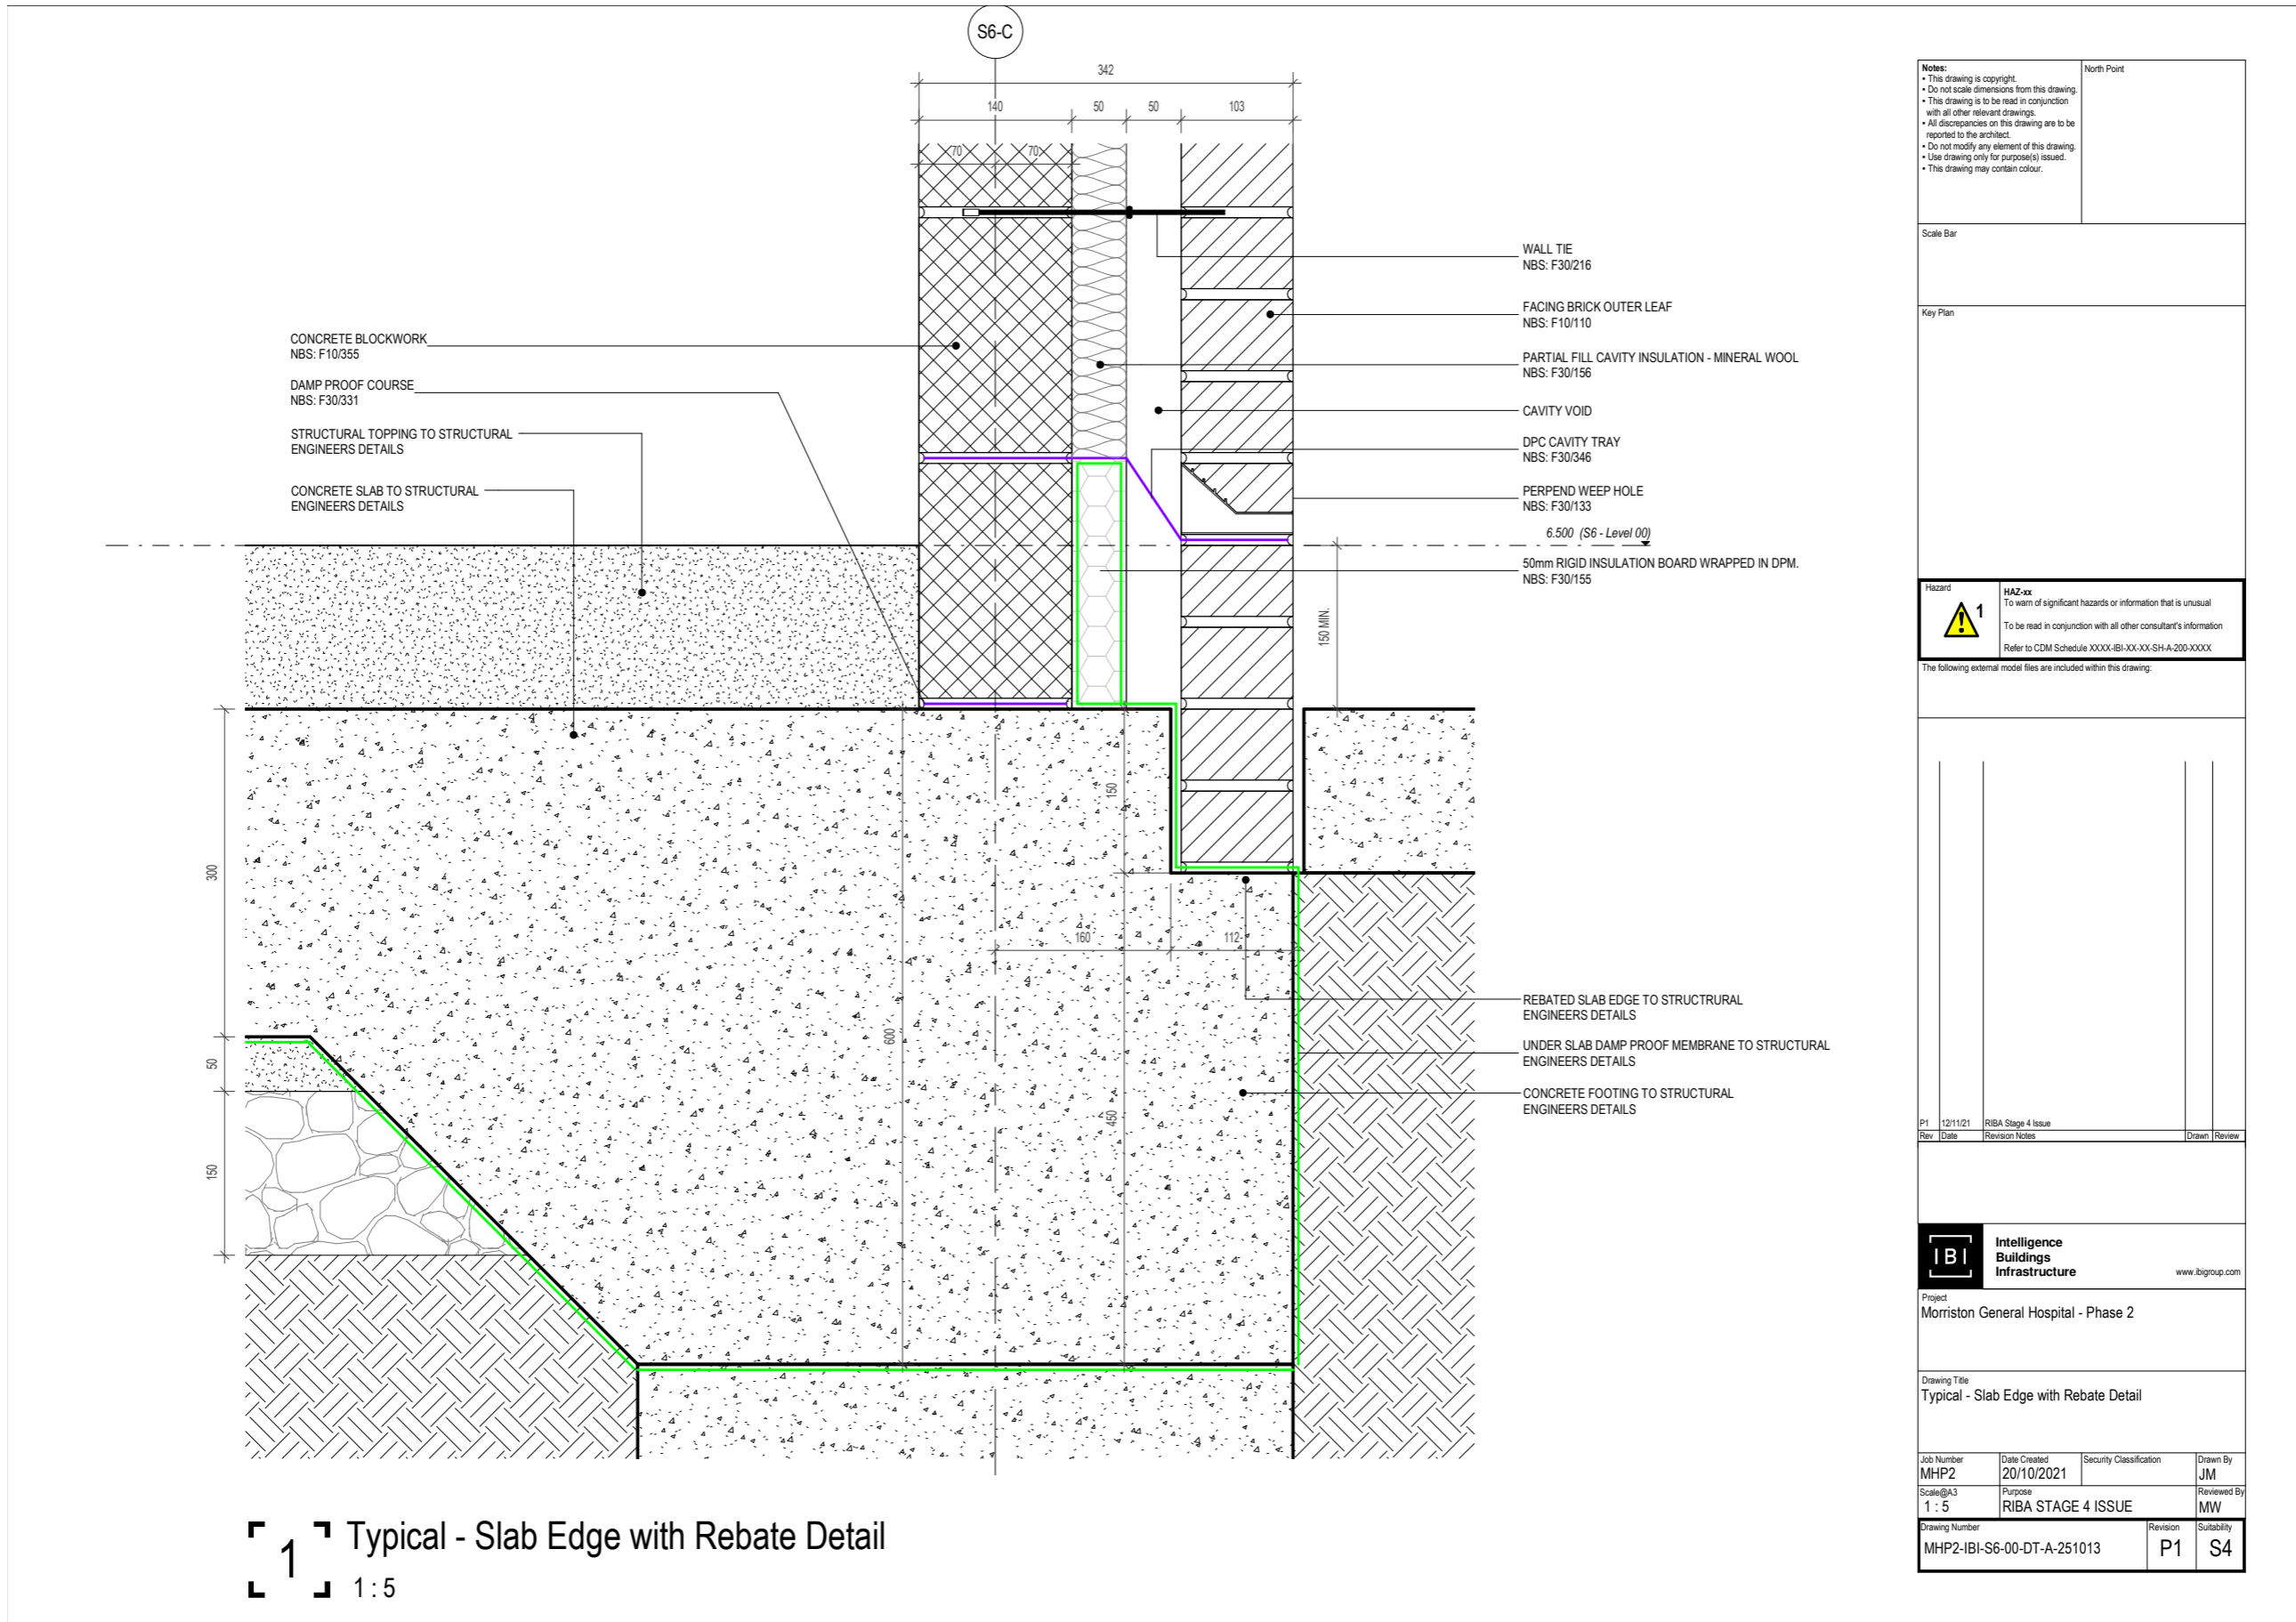 S6-C
342
140
50
50
103
70
70
WALL TIE
NBS: F30/216
FACING BRICK OUTER LEAF
NBS: F10/110
CONCRETE BLOCKWORK
NBS: F10/355
PARTIAL FILL CAVITY INSULATION - MINERAL WOOL
NBS: F30/156
DAMP PROOF COURSE
NBS: F30/331
CAVITY VOID
STRUCTURAL TOPPING TO STRUCTURAL
ENGINEERS DETAILS
DPC CAVITY TRAY
NBS: F30/346
CONCRETE SLAB TO STRUCTURAL
ENGINEERS DETAILS
PERPEND WEEP HOLE
NBS: F30/133
6.500 (S6 - Level 00)
50mm RIGID INSULATION BOARD WRAPPED IN DPM.
NBS: F30/155
150 MIN.
150
300
160
112
REBATED SLAB EDGE TO STRUCTRURAL
ENGINEERS DETAILS
600
50
UNDER SLAB DAMP PROOF MEMBRANE TO STRUCTURAL
ENGINEERS DETAILS
CONCRETE FOOTING TO STRUCTURAL
ENGINEERS DETAILS
450
150
1
Typical - Slab Edge with Rebate Detail
1 : 5
Notes:
• This drawing is copyright.
• Do not scale dimensions from this drawing.
• This drawing is to be read in conjunction
with all other relevant drawings.
• All discrepancies on this drawing are to be
reported to the architect.
• Do not modify any element of this drawing.
• Use drawing only for purpose(s) issued.
• This drawing may contain colour.
North Point
Scale Bar
Key Plan
Hazard
1
HAZ-xx
To warn of significant hazards or information that is unusual
To be read in conjunction with all other consultant's information
Refer to CDM Schedule XXXX-IBI-XX-XX-SH-A-200-XXXX
The following external model files are included within this drawing:
P1 12/11/21 RIBA Stage 4 Issue
Rev Date Revision Notes Drawn Review
IBI
Intelligence
Buildings
Infrastructure
www.ibigroup.com
Project
Morriston General Hospital - Phase 2
Drawing Title
Typical - Slab Edge with Rebate Detail
Job Number
MHP2
Date Created
20/10/2021
Security Classification
Drawn By
JM
Scale@A3
1 : 5
Purpose
RIBA STAGE 4 ISSUE
Reviewed By
MW
Drawing Number
MHP2-IBI-S6-00-DT-A-251013
Revision
P1
Suitability
S4